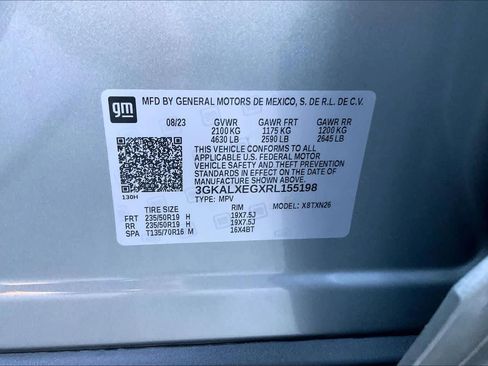 gm
MFD BY GENERAL MOTORS DE MEXICO, S. DE R.L. DE C.V.
08/23 GVWR GAWR FRT GAWR RR
2100 KG 1175 KG 1200 KG
4630 LB 2590 LB 2645 LB
THIS VEHICLE CONFORMS TO ALL
APPLICABLE U.S. FEDERAL MOTOR
VEHICLE SAFETY, BUMPER, AND THEFT
PREVENTION STANDARDS IN EFFECT ON THE
DATE OF MANUFACTURE SHOWN ABOVE.
130H 3GKALXEGXRL155198
TYPE: MPV MODEL: X8TXN26
TIRE SIZE RIM
FRT 235/50R19 H 19X7.5J
RR 235/50R19 H 19X7.5J
SPA T135/70R16 M 16X4BT